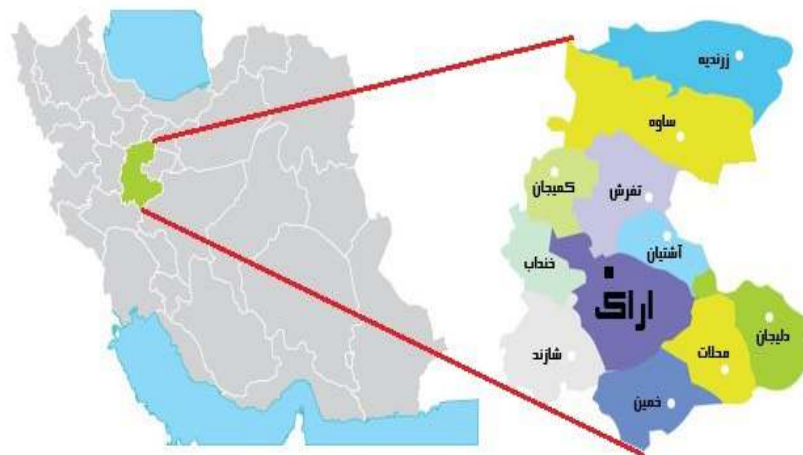 زرندیه
ساوه
کمیجان
تفرش
آشتیان
خنداب
اراک
دلیجان
محلات
شازند
خمین